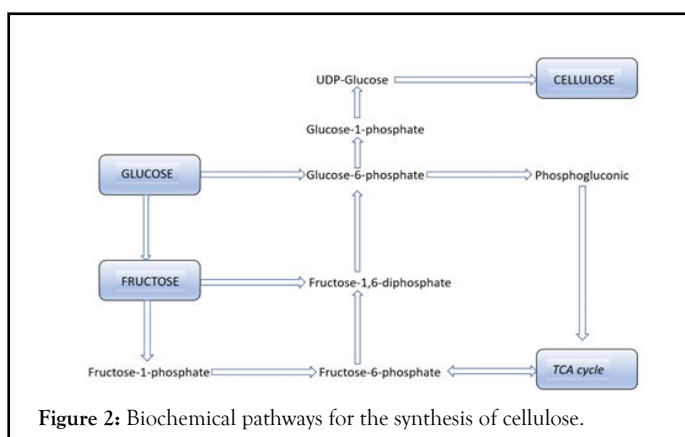 UDP-Glucose CELLULOSE
Glucose-1-phosphate
GLUCOSE Glucose-6-phosphate Phosphogluconic
FRUCTOSE Fructose-1,6-diphosphate
Fructose-1-phosphate Fructose-6-phosphate TCA cycle
Figure 2: Biochemical pathways for the synthesis of cellulose.